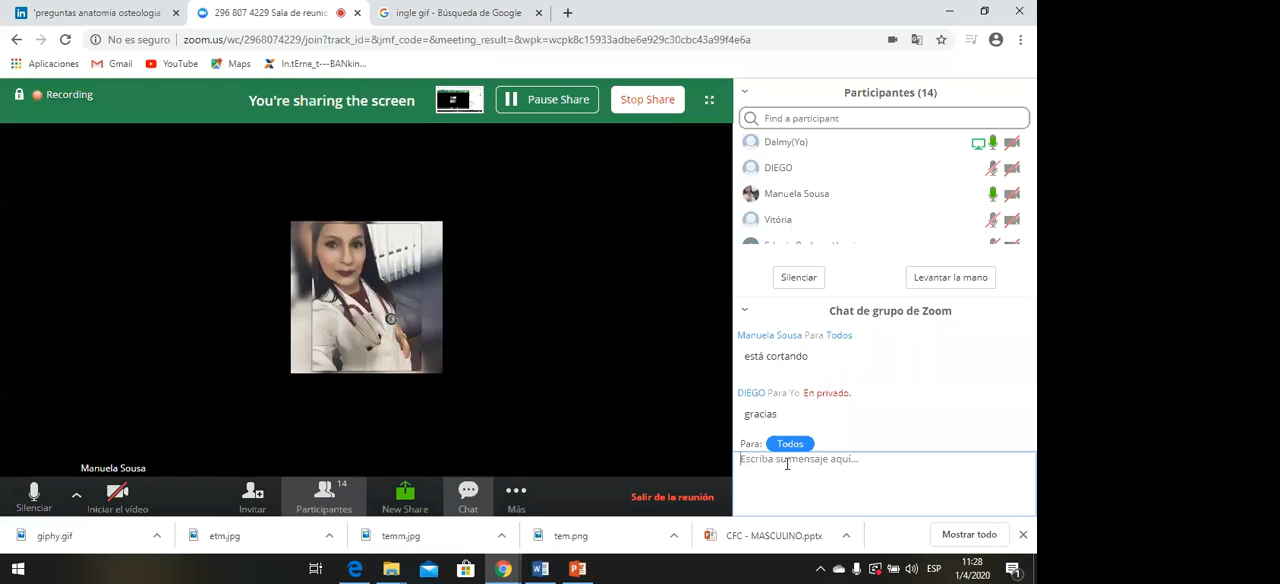 'preguntas anatomia osteologia
296 807 4229 Sala de reunio
ingle gif - Búsqueda de Google
No es seguro
zoom.us/wc/2968074229/join?track_id=&jmf_code=&meeting_result=&wpk=wcpk8c15933adbe6e929c30cbc43a99f4e6a
Aplicaciones
Gmail
YouTube
Maps
In.tErne_t---BANkin...
Recording
You're sharing the screen
Pause Share
Stop Share
Participantes (14)
Find a participant
Dalmy(Yo)
DIEGO
Manuela Sousa
Vitória
Silenciar
Levantar la mano
Chat de grupo de Zoom
Manuela Sousa Para Todos
está cortando
DIEGO Para Yo En privado.
gracias
Para: Todos
Escriba su mensaje aquí...
Manuela Sousa
Silenciar
Iniciar el vídeo
Invitar
14
Participantes
New Share
Chat
Más
Salir de la reunión
giphy.gif
etm.jpg
temm.jpg
tem.png
CFC - MASCULINO.pptx
Mostrar todo
ESP
11:28
1/4/2020